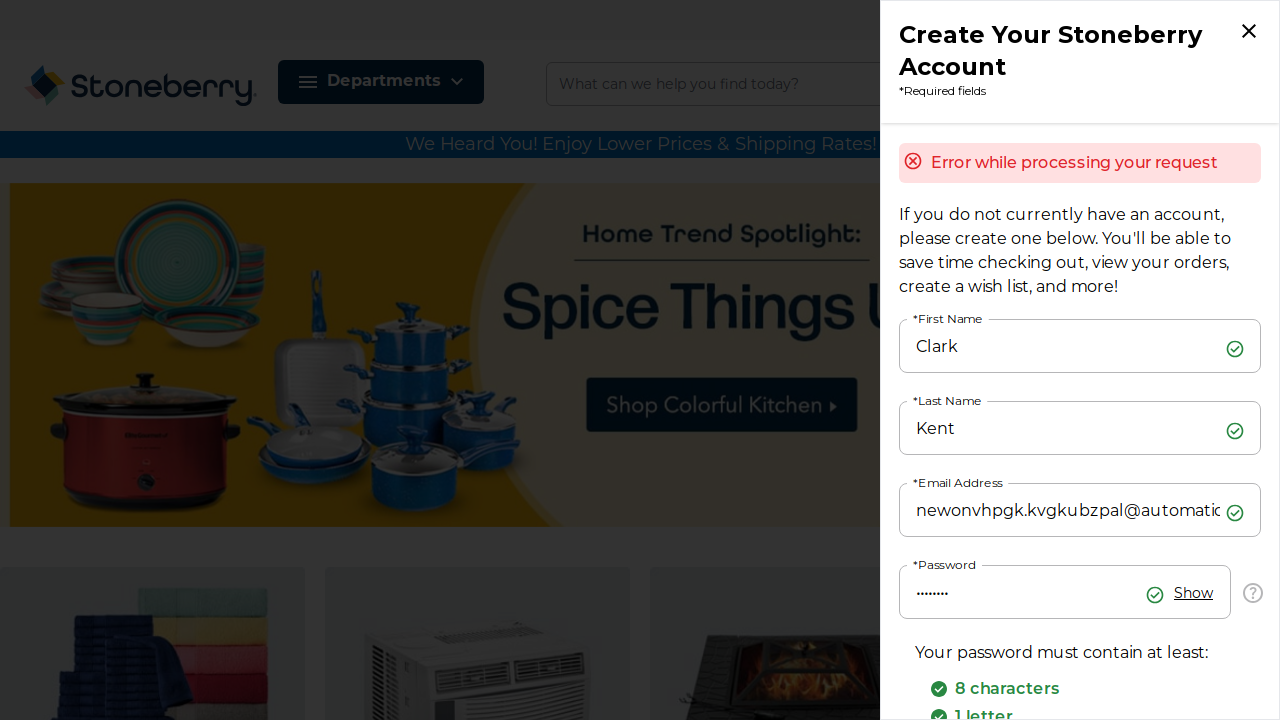 Stoneberry
Departments
What can we help you find today?
We Heard You! Enjoy Lower Prices & Shipping Rates!
Home Trend Spotlight:
Spice Things
Shop Colorful Kitchen
Create Your Stoneberry
Account
*Required fields
Error while processing your request
If you do not currently have an account,
please create one below. You'll be able to
save time checking out, view your orders,
create a wish list, and more!
*First Name
Clark
*Last Name
Kent
*Email Address
newonvhpgk.kvgkubzpal@automatic
*Password
••••••••
Show
Your password must contain at least:
8 characters
1 letter